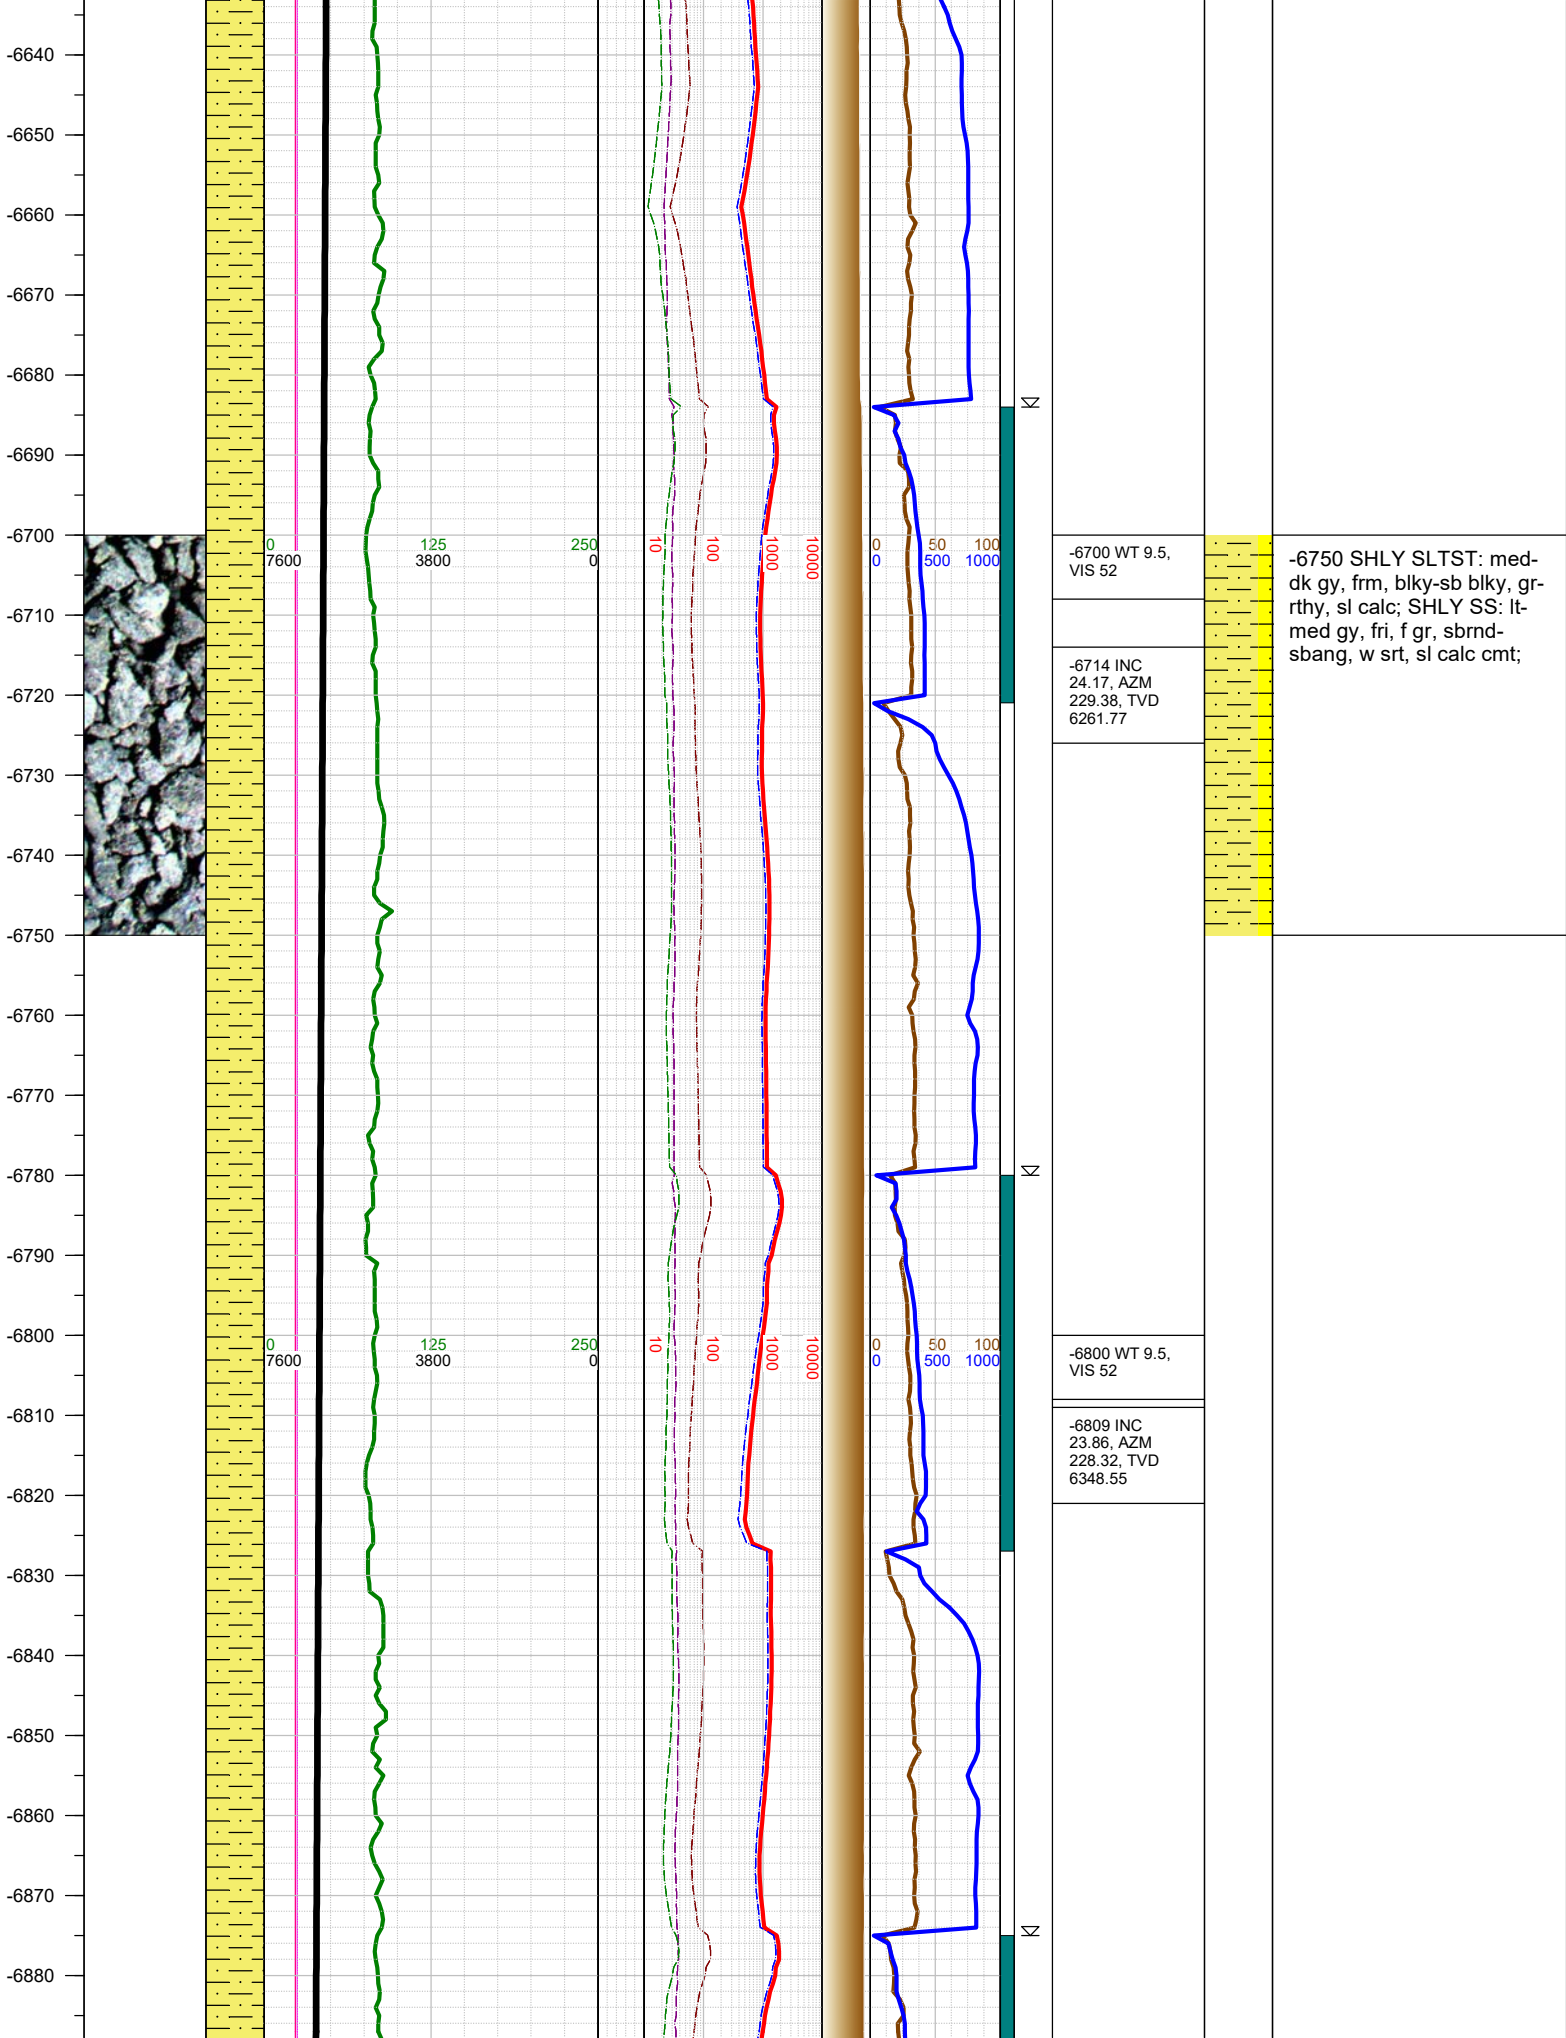 -6640
-6650
-6660
-6670
-6680
-6690
-6700
0 125 250
7600 3800 0
10 100 1000 10000
0 50 100
0 500 1000
-6700 WT 9.5,
VIS 52
-6750 SHLY SLTST: med-
dk gy, frm, blky-sb blky, gr-
rthy, sl calc; SHLY SS: lt-
med gy, fri, f gr, sbrnd-
sbang, w srt, sl calc cmt;
-6710
-6714 INC
24.17, AZM
229.38, TVD
6261.77
-6720
-6730
-6740
-6750
-6760
-6770
-6780
-6790
-6800
0 125 250
7600 3800 0
10 100 1000 10000
0 50 100
0 500 1000
-6800 WT 9.5,
VIS 52
-6810
-6809 INC
23.86, AZM
228.32, TVD
6348.55
-6820
-6830
-6840
-6850
-6860
-6870
-6880